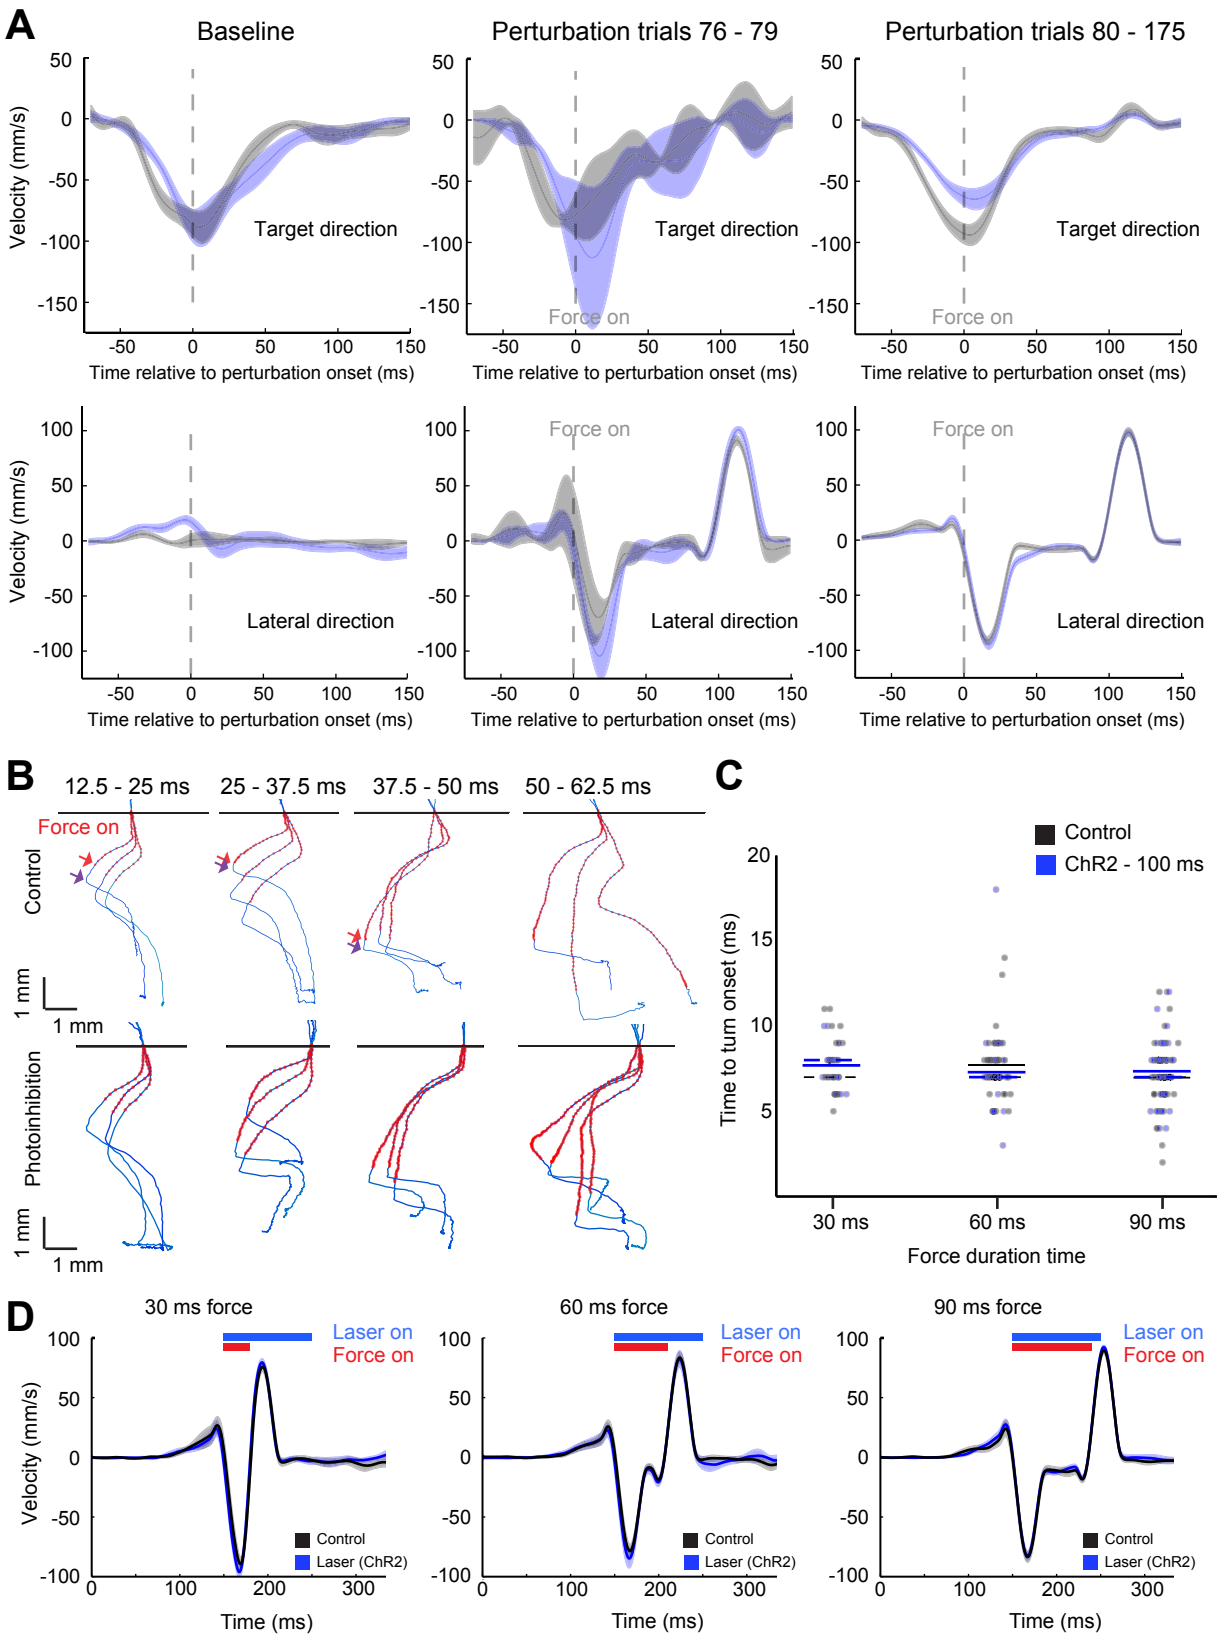 A
Baseline
Perturbation trials 76 - 79
Perturbation trials 80 - 175
Velocity (mm/s)
50
0
-50
-100
-150
Target direction
-50 0 50 100 150
Time relative to perturbation onset (ms)
50
0
-50
-100
-150
Target direction
Force on
-50 0 50 100 150
Time relative to perturbation onset (ms)
50
0
-50
-100
-150
Target direction
Force on
-50 0 50 100 150
Time relative to perturbation onset (ms)
Velocity (mm/s)
100
50
0
-50
-100
Lateral direction
-50 0 50 100 150
Time relative to perturbation onset (ms)
Force on
100
50
0
-50
-100
Lateral direction
-50 0 50 100 150
Time relative to perturbation onset (ms)
Force on
100
50
0
-50
-100
Lateral direction
-50 0 50 100 150
Time relative to perturbation onset (ms)
B
12.5 - 25 ms
25 - 37.5 ms
37.5 - 50 ms
50 - 62.5 ms
Force on
Control
1 mm
1 mm
Photoinhibition
1 mm
1 mm
C
Control
ChR2 - 100 ms
Time to turn onset (ms)
20
15
10
5
30 ms 60 ms 90 ms
Force duration time
D
30 ms force
Laser on
Force on
Velocity (mm/s)
100
50
0
-50
-100
Control
Laser (ChR2)
0 100 200 300
Time (ms)
60 ms force
Laser on
Force on
100
50
0
-50
-100
Control
Laser (ChR2)
0 100 200 300
Time (ms)
90 ms force
Laser on
Force on
100
50
0
-50
-100
Control
Laser (ChR2)
0 100 200 300
Time (ms)